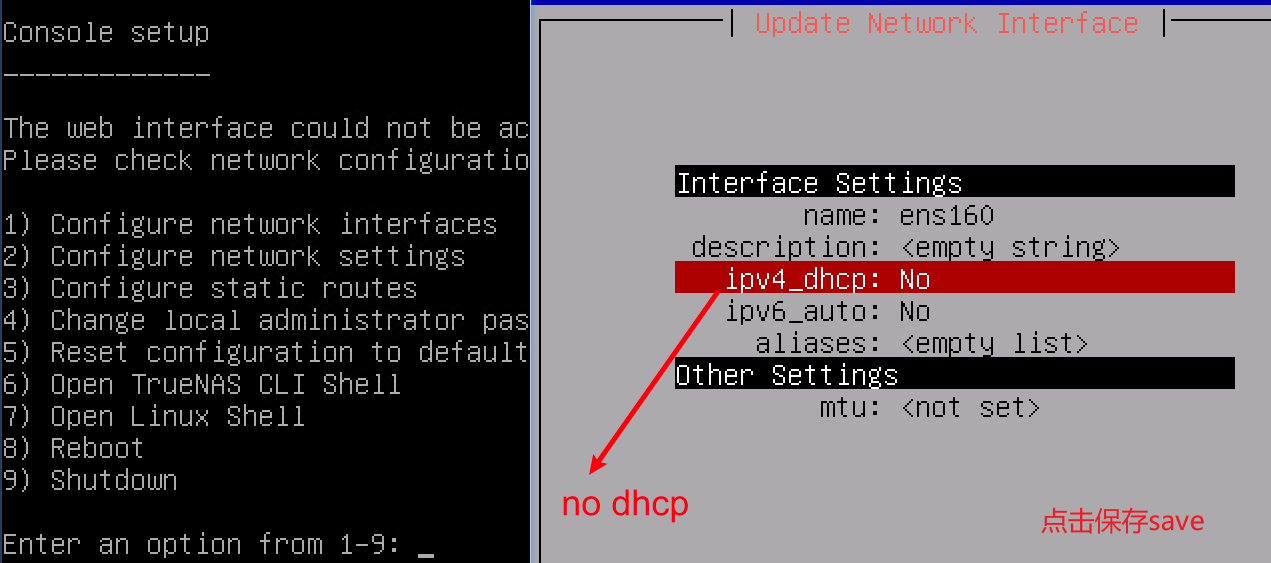 Console setup
-------------
The web interface could not be ac
Please check network configuratio
1) Configure network interfaces
2) Configure network settings
3) Configure static routes
4) Change local administrator pas
5) Reset configuration to default
6) Open TrueNAS CLI Shell
7) Open Linux Shell
8) Reboot
9) Shutdown
Enter an option from 1-9: _
Update Network Interface
Interface Settings
name: ens160
description: <empty string>
ipv4_dhcp: No
ipv6_auto: No
aliases: <empty list>
Other Settings
mtu: <not set>
no dhcp
点击保存save